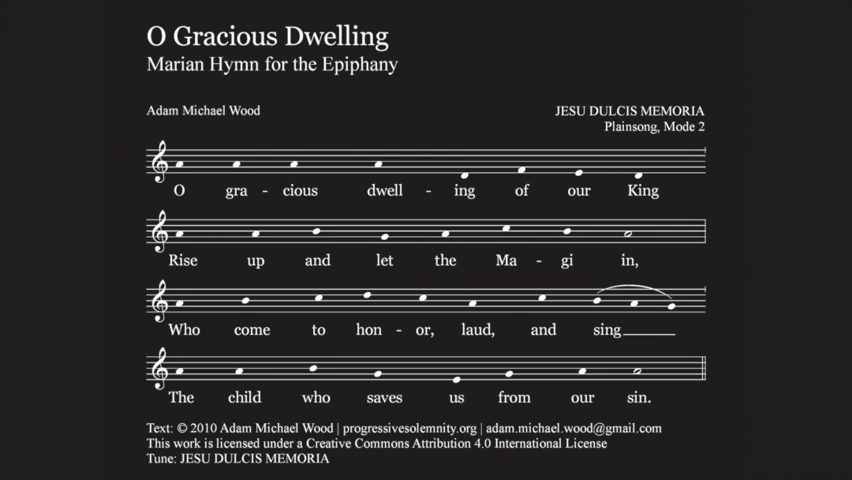 O Gracious Dwelling
Marian Hymn for the Epiphany
Adam Michael Wood
JESU DULCIS MEMORIA
Plainsong, Mode 2
O gra - cious dwell - ing of our King
Rise up and let the Ma - gi in,
Who come to hon - or, laud, and sing
The child who saves us from our sin.
Text: © 2010 Adam Michael Wood | progressivesolemnity.org | adam.michael.wood@gmail.com
This work is licensed under a Creative Commons Attribution 4.0 International License
Tune: JESU DULCIS MEMORIA